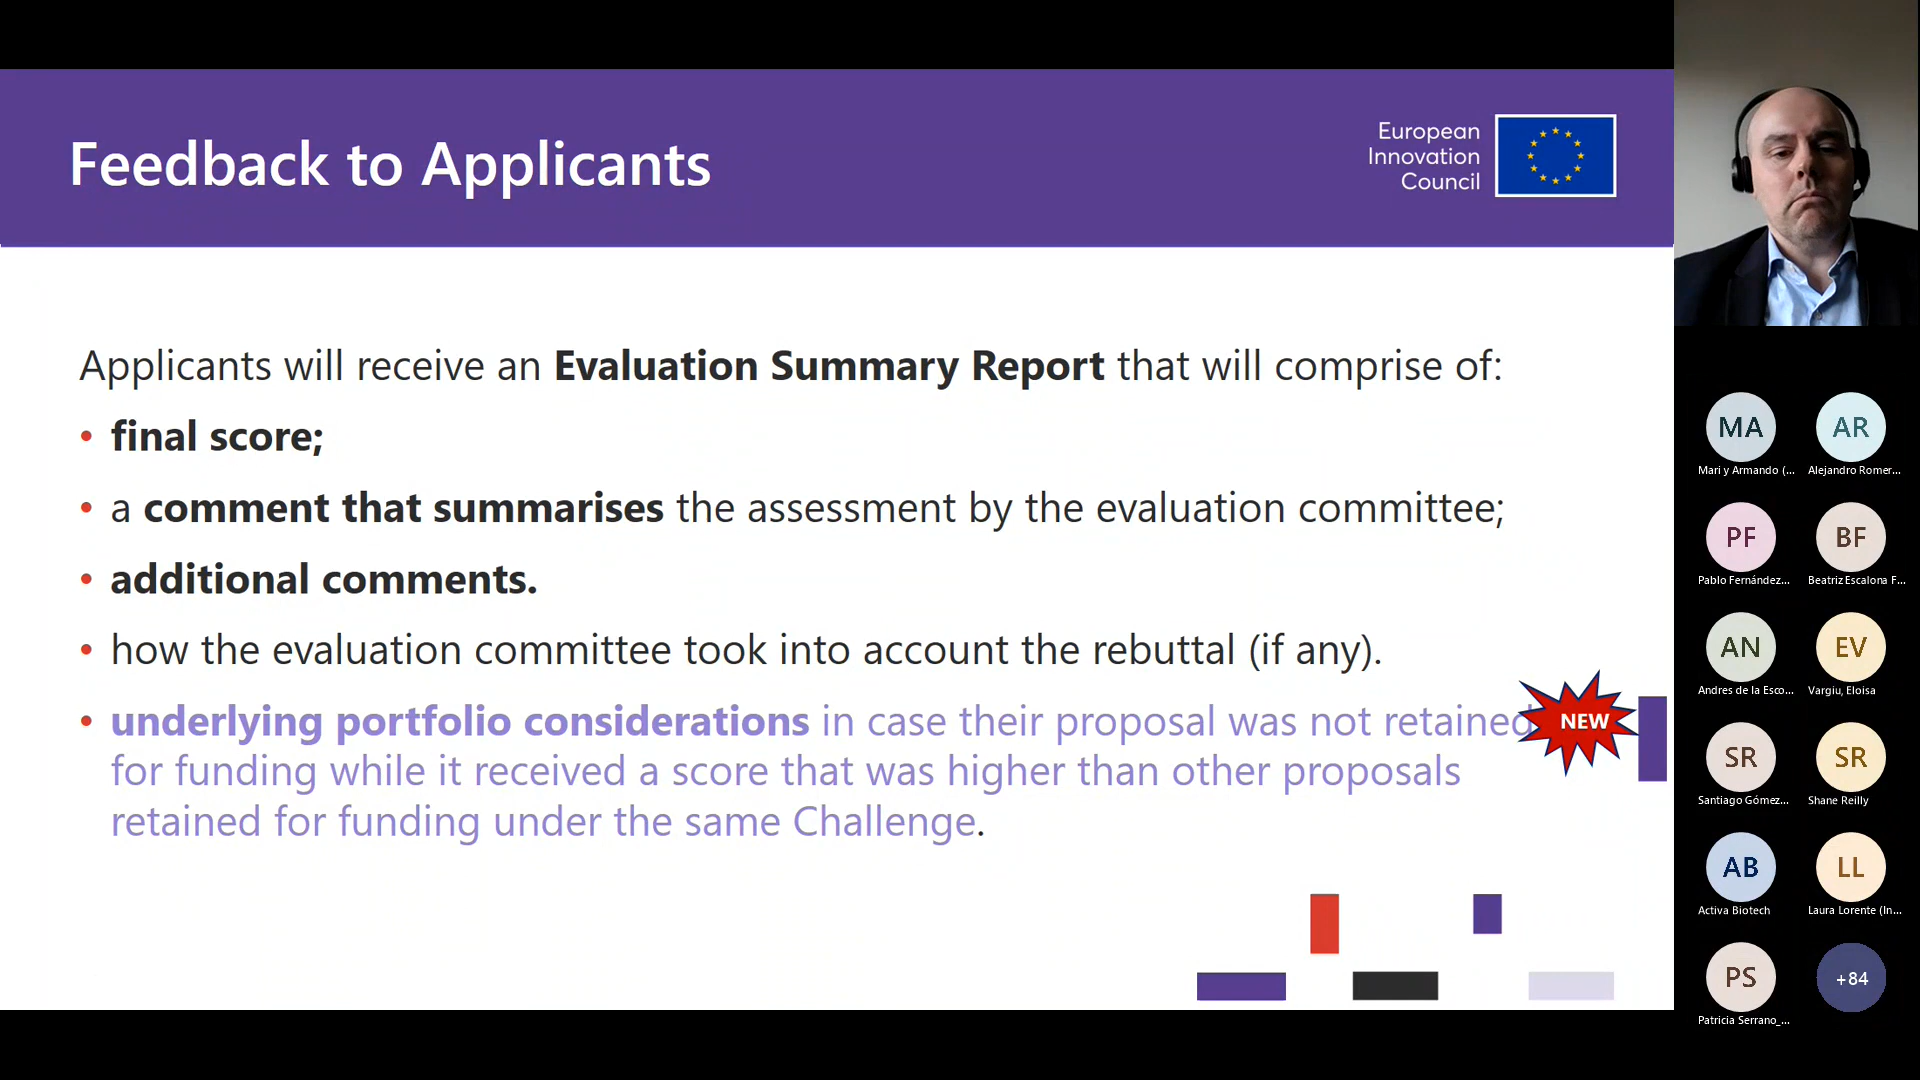 Feedback to Applicants
European
Innovation
Council
Applicants will receive an Evaluation Summary Report that will comprise of:
• final score;
• a comment that summarises the assessment by the evaluation committee;
• additional comments.
• how the evaluation committee took into account the rebuttal (if any).
• underlying portfolio considerations in case their proposal was not retained
for funding while it received a score that was higher than other proposals
retained for funding under the same Challenge.
NEW
MA
Mari y Armando (...
AR
Alejandro Romer...
PF
Pablo Fernández...
BF
Beatriz Escalona F...
AN
Andres de la Esco...
EV
Vargiu, Eloisa
SR
Santiago Gómez...
SR
Shane Reilly
AB
Activa Biotech
LL
Laura Lorente (In...
PS
Patricia Serrano_...
+84